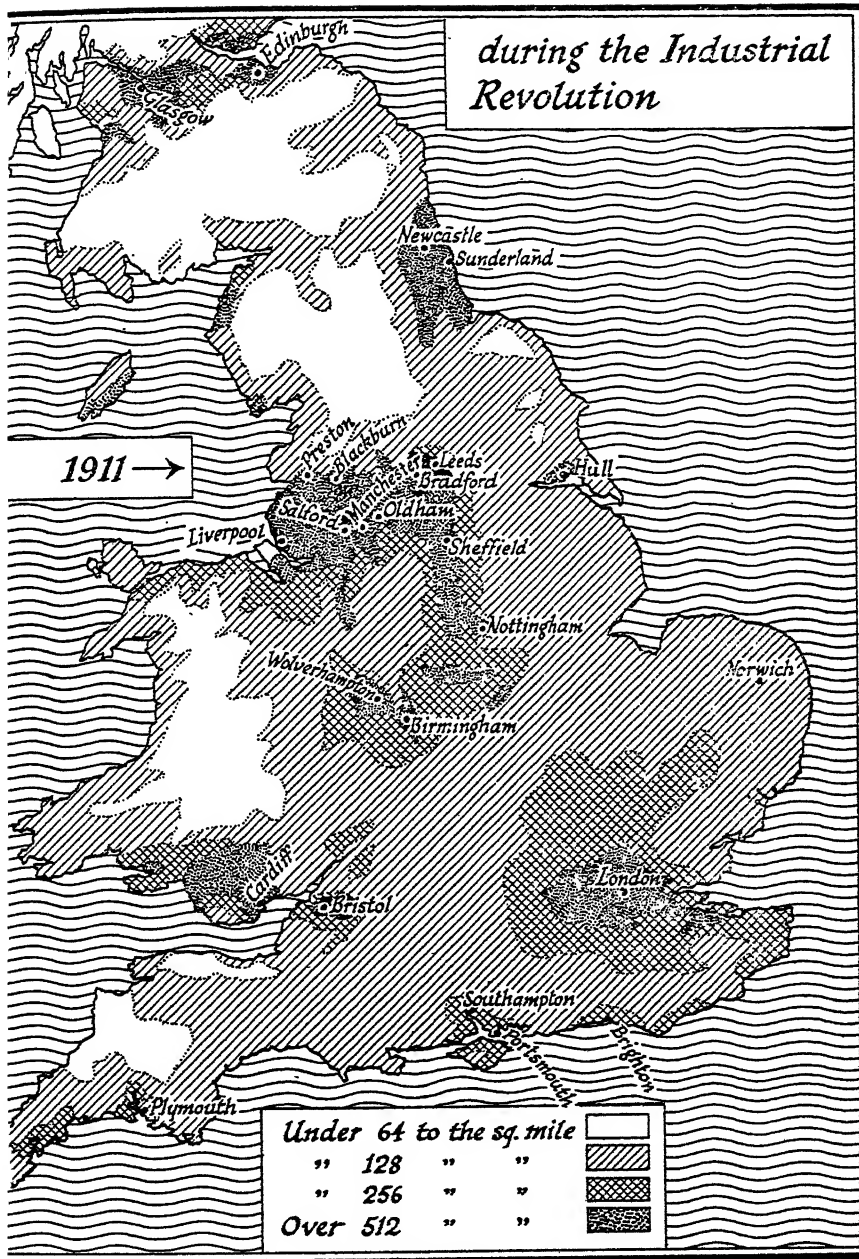 during the Industrial
Revolution
Edinburgh
Glasgow
Newcastle
Sunderland
1911 →
Preston
Blackburn
Leeds
Bradford
Hull
Manchester
Salford
Oldham
Liverpool
Sheffield
Nottingham
Wolverhampton
Birmingham
Norwich
Cardiff
Bristol
London
Southampton
Portsmouth
Brighton
Plymouth
Under 64 to the sq. mile
" 128 " "
" 256 " "
Over 512 " "